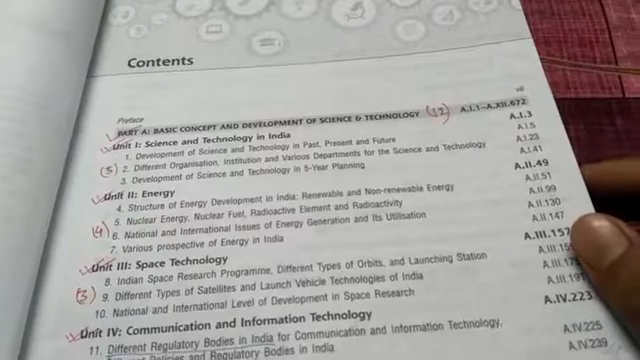 Contents
vii
Preface
PART A: BASIC CONCEPT AND DEVELOPMENT OF SCIENCE & TECHNOLOGY (12) A.I.1–A.XII.672
Unit I: Science and Technology in India A.I.3
1. Development of Science and Technology in Past, Present and Future A.I.5
(3) 2. Different Organisation, Institution and Various Departments for the Science and Technology A.I.23
3. Development of Science and Technology in 5-Year Planning A.I.41
Unit II: Energy A.II.49
4. Structure of Energy Development in India: Renewable and Non-renewable Energy A.II.51
5. Nuclear Energy, Nuclear Fuel, Radioactive Element and Radioactivity A.II.99
(4) 6. National and International Issues of Energy Generation and Its Utilisation A.II.130
7. Various prospective of Energy in India A.II.147
Unit III: Space Technology A.III.157
8. Indian Space Research Programme, Different Types of Orbits, and Launching Station
(3) 9. Different Types of Satellites and Launch Vehicle Technologies of India
10. National and International Level of Development in Space Research A.III.191
Unit IV: Communication and Information Technology A.IV.223
11. Different Regulatory Bodies in India for Communication and Information Technology,
Policies and Regulatory Bodies in India A.IV.225
A.IV.239